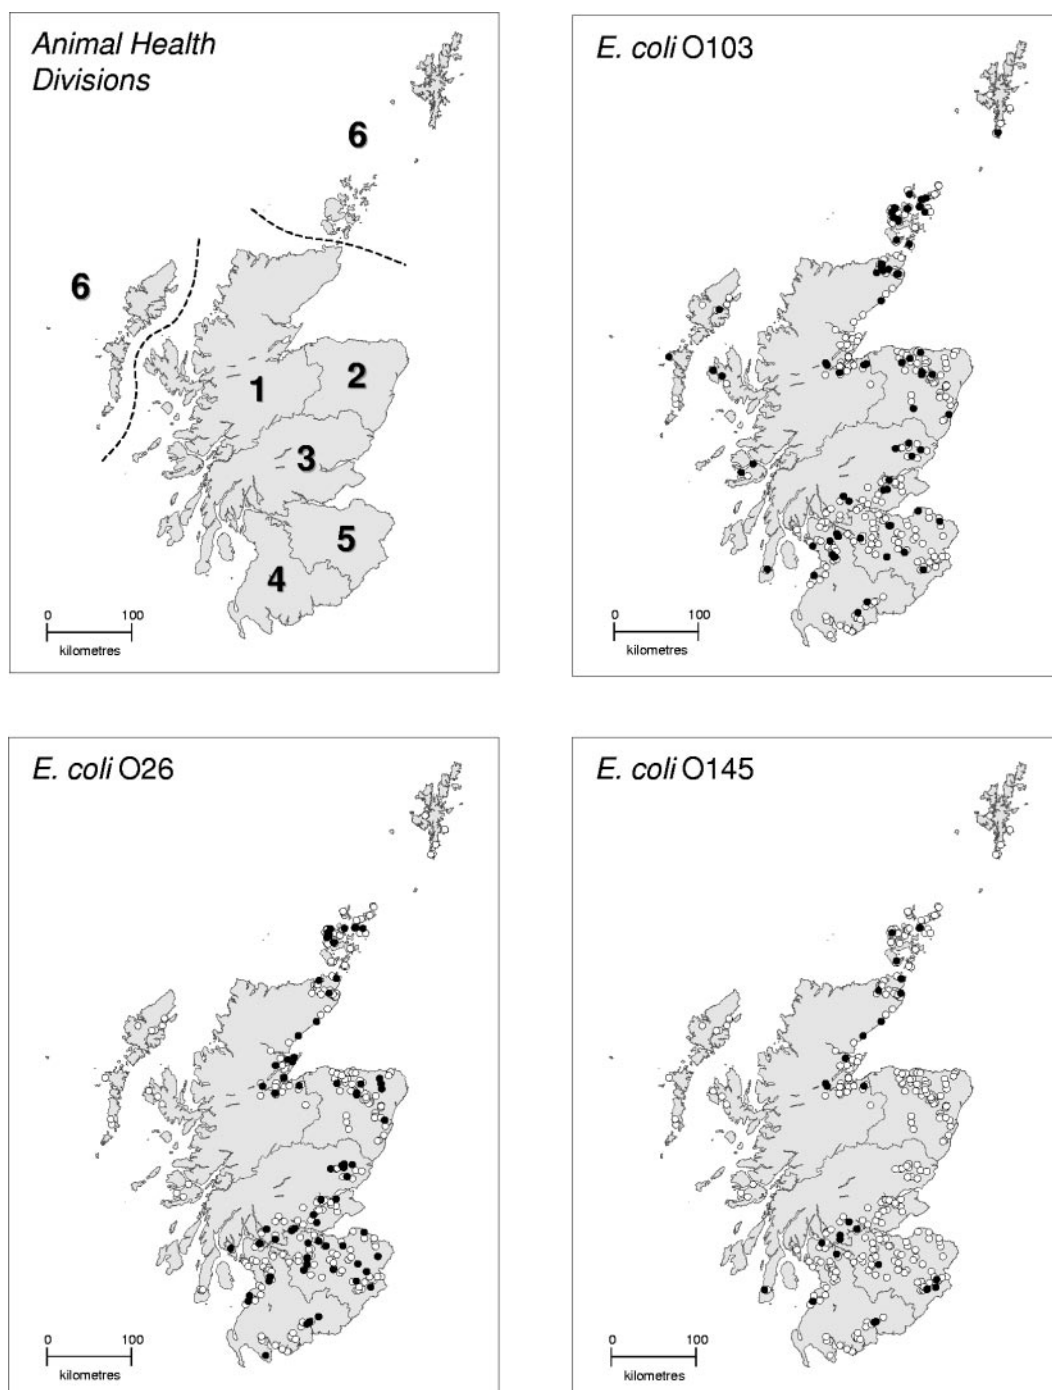 Animal Health
Divisions
6
6
1
2
3
5
4
0 100
kilometres
E. coli O103
0 100
kilometres
E. coli O26
0 100
kilometres
E. coli O145
0 100
kilometres